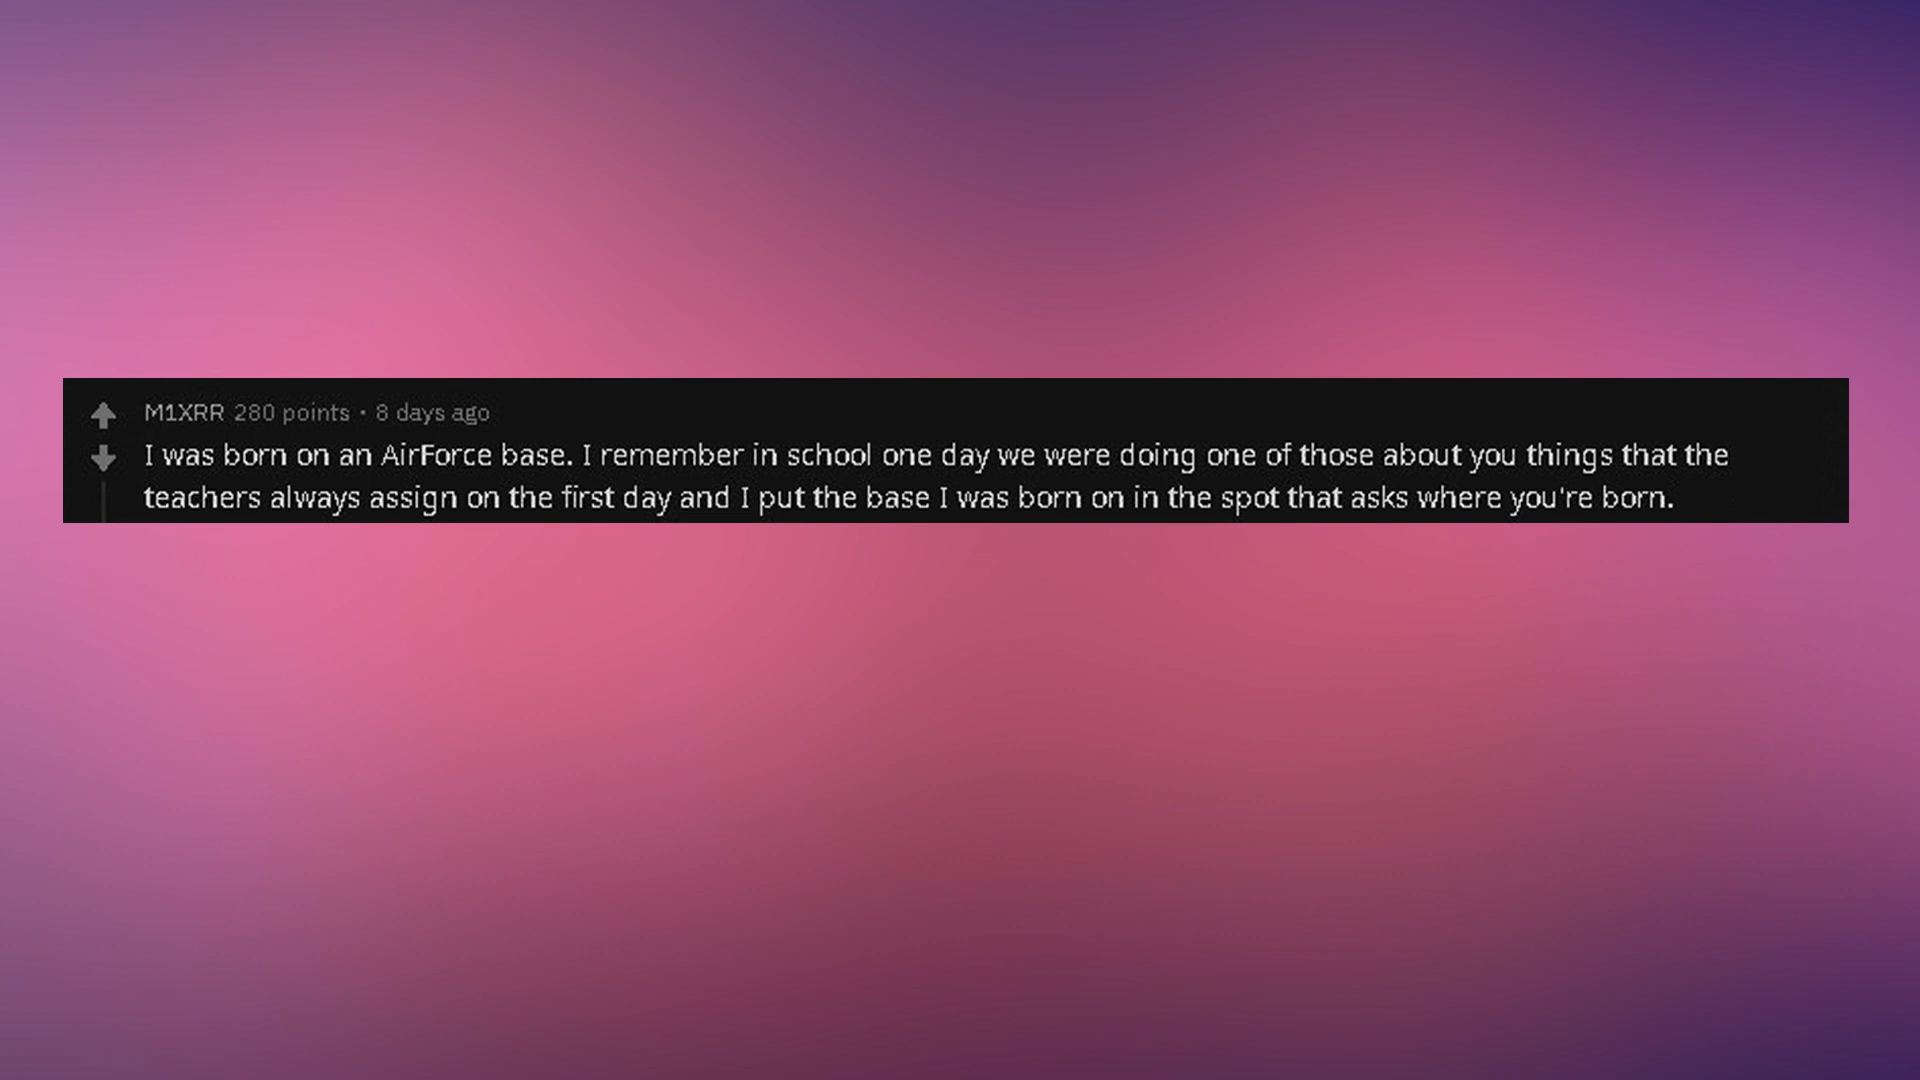 M1XRR 280 points • 8 days ago
I was born on an AirForce base. I remember in school one day we were doing one of those about you things that the
teachers always assign on the first day and I put the base I was born on in the spot that asks where you're born.